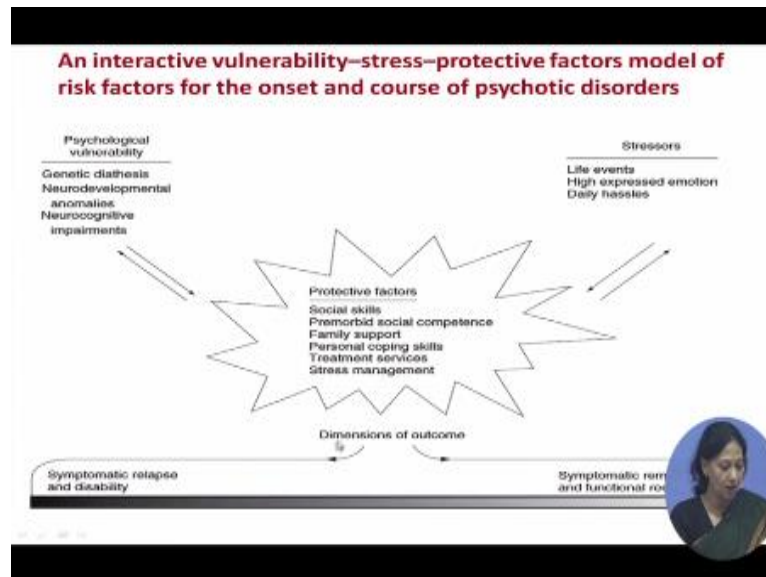 An interactive vulnerability–stress–protective factors model of
risk factors for the onset and course of psychotic disorders
Psychological
vulnerability
Genetic diathesis
Neurodevelopmental
anomalies
Neurocognitive
impairments
Stressors
Life events
High expressed emotion
Daily hassles
Protective factors
Social skills
Premorbid social competence
Family support
Personal coping skills
Treatment services
Stress management
Dimensions of outcome
Symptomatic relapse
and disability
Symptomatic
and functional